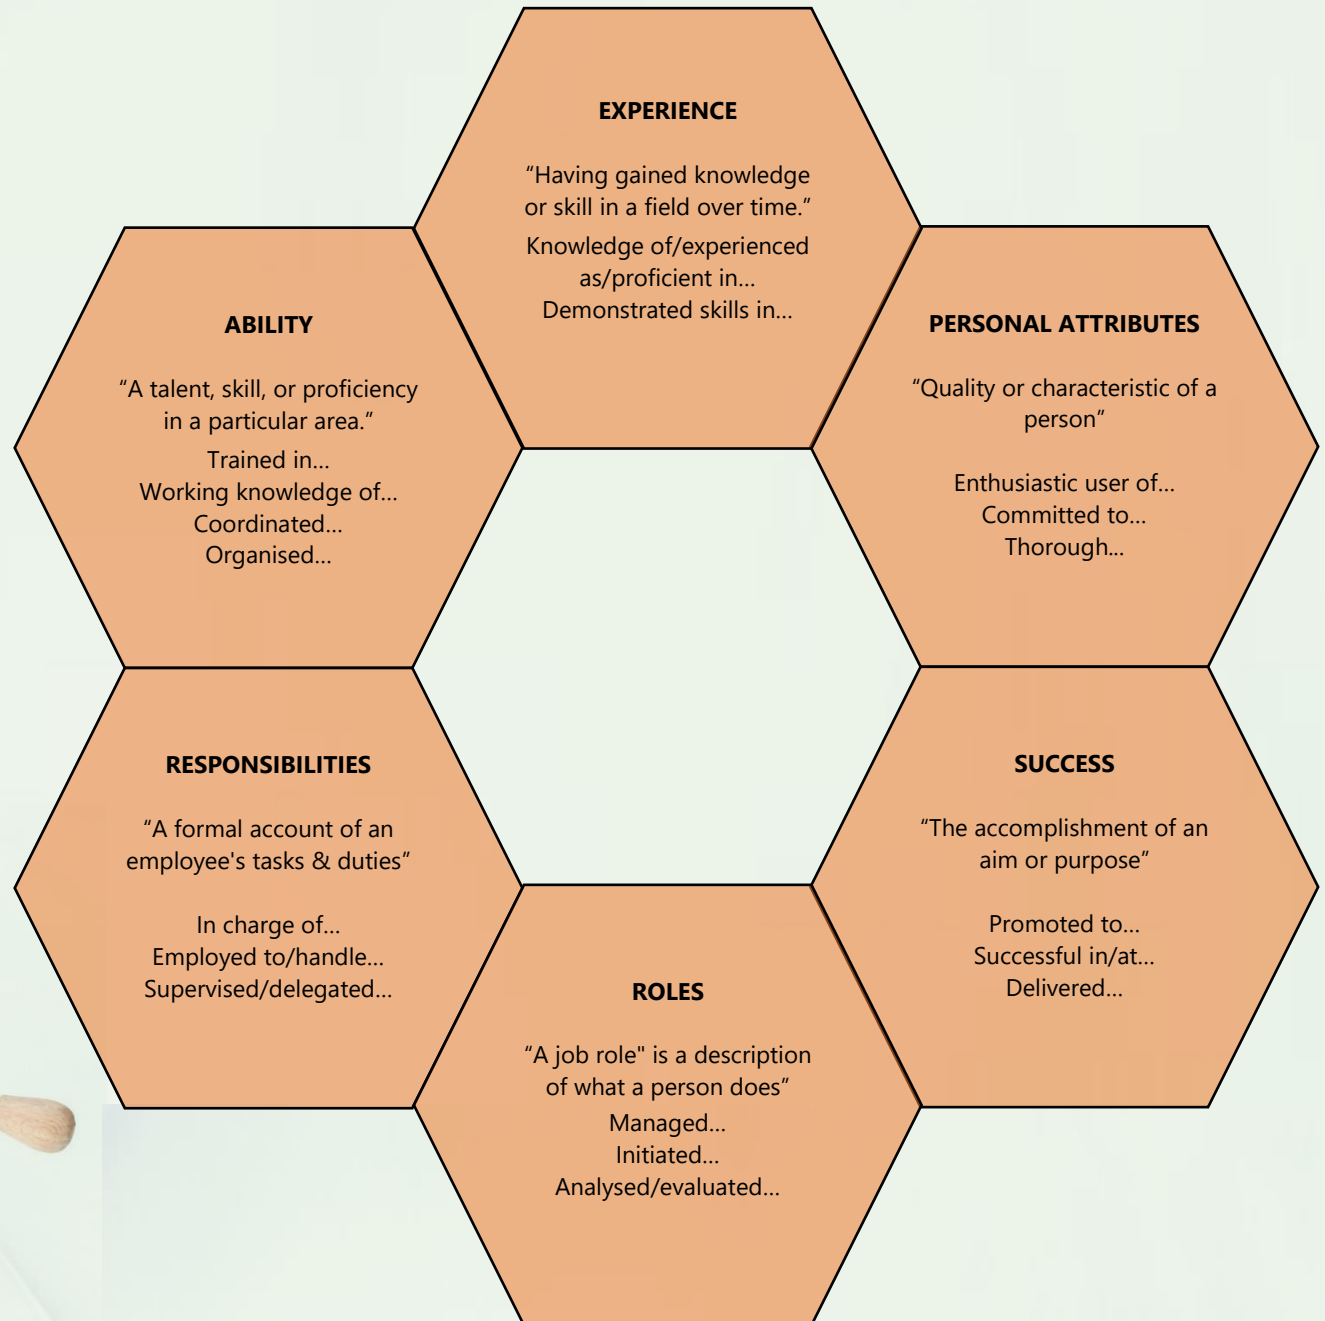 EXPERIENCE
“Having gained knowledge
or skill in a field over time.”
Knowledge of/experienced
as/proficient in...
Demonstrated skills in...
ABILITY
“A talent, skill, or proficiency
in a particular area.”
Trained in...
Working knowledge of...
Coordinated...
Organised...
PERSONAL ATTRIBUTES
“Quality or characteristic of a
person”
Enthusiastic user of...
Committed to...
Thorough...
RESPONSIBILITIES
“A formal account of an
employee's tasks & duties”
In charge of...
Employed to/handle...
Supervised/delegated...
SUCCESS
“The accomplishment of an
aim or purpose”
Promoted to...
Successful in/at...
Delivered...
ROLES
“A job role" is a description
of what a person does”
Managed...
Initiated...
Analysed/evaluated...